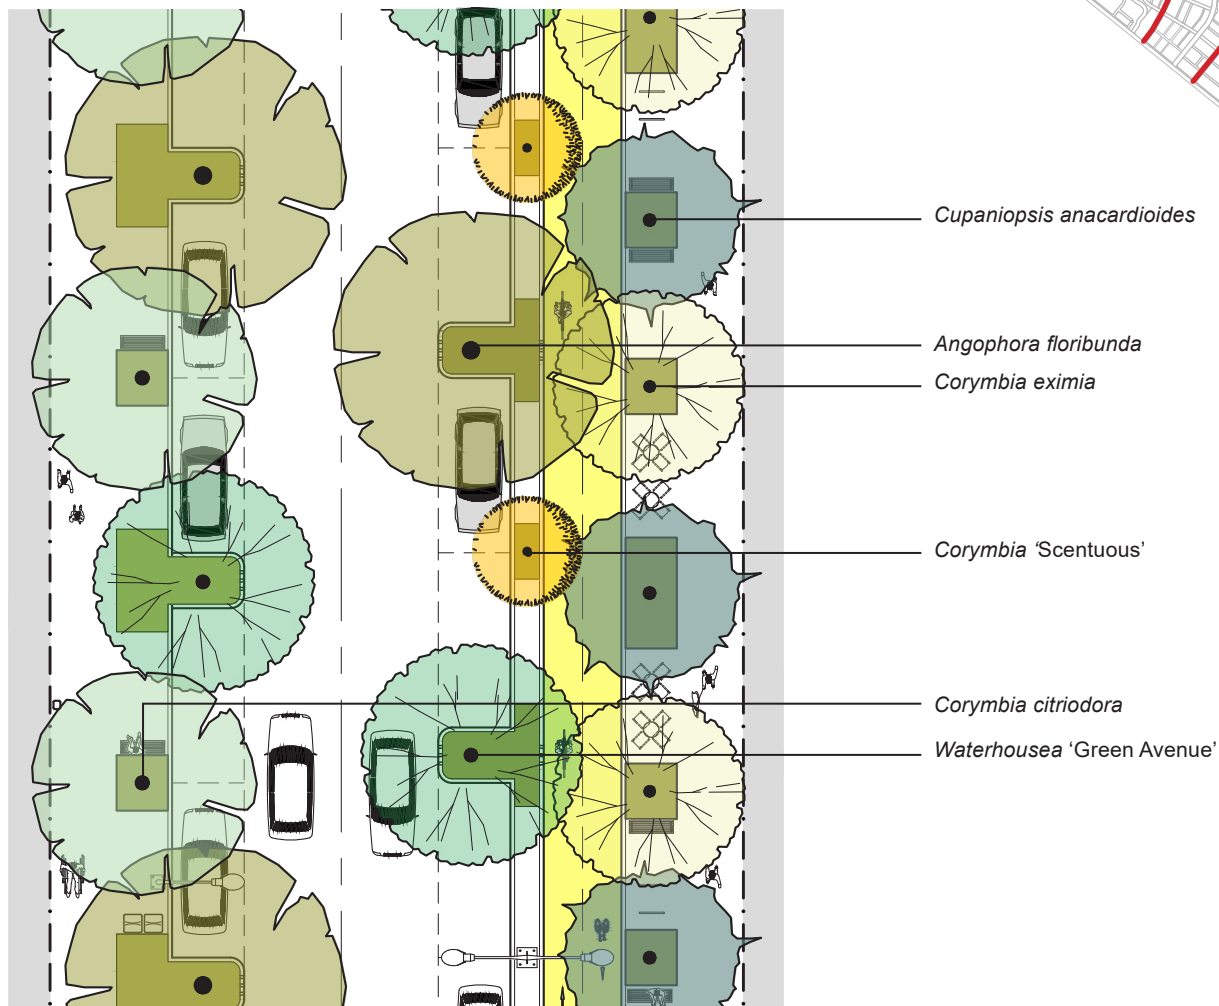 Cupaniopsis anacardioides
Angophora floribunda
Corymbia eximia
Corymbia ‘Scentuous’
Corymbia citriodora
Waterhousea ‘Green Avenue’